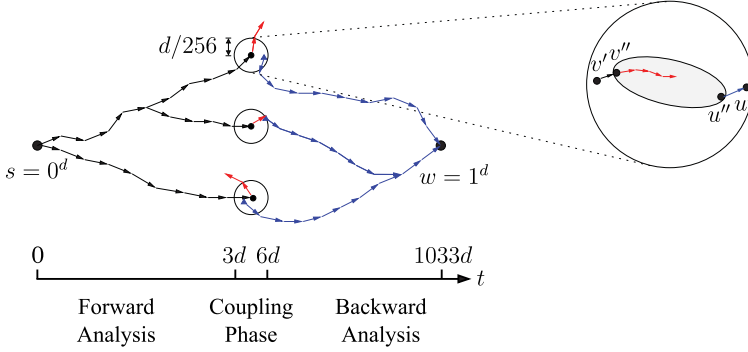 d/256
v′ v″
u″ u
s = 0^d
w = 1^d
0 3d 6d 1033d
t
Forward Coupling Backward
Analysis Phase Analysis